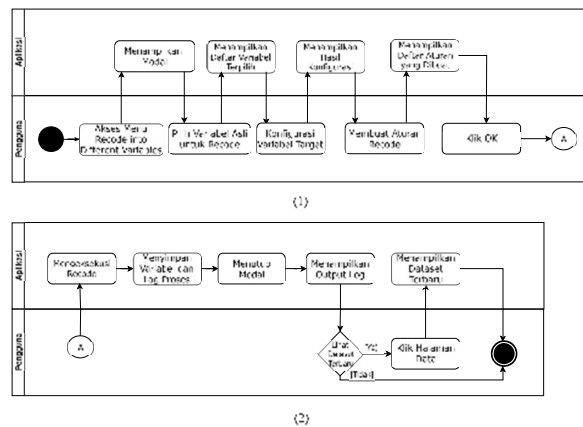 Aplikasi
Menampilkan
Modal
Menampilkan
Daftar Variabel
Terpilih
Menampilkan
Hasil
Konfigurasi
Menampilkan
Daftar Aturan
yang Dibuat
Pengguna
Akses Menu
Recode into
Different Variables
Pilih Variabel Asli
untuk Recode
Konfigurasi
Variabel Target
Membuat Aturan
Recode
Klik OK
A
(1)
Aplikasi
Mengeksekusi
Recode
Menyimpan
Variabel dan
Log Proses
Menutup
Modal
Menampilkan
Output Log
Menampilkan
Dataset
Terbaru
Pengguna
A
Lihat
Dataset
Terbaru
[Ya]
[Tidak]
Klik Halaman
Data
(2)